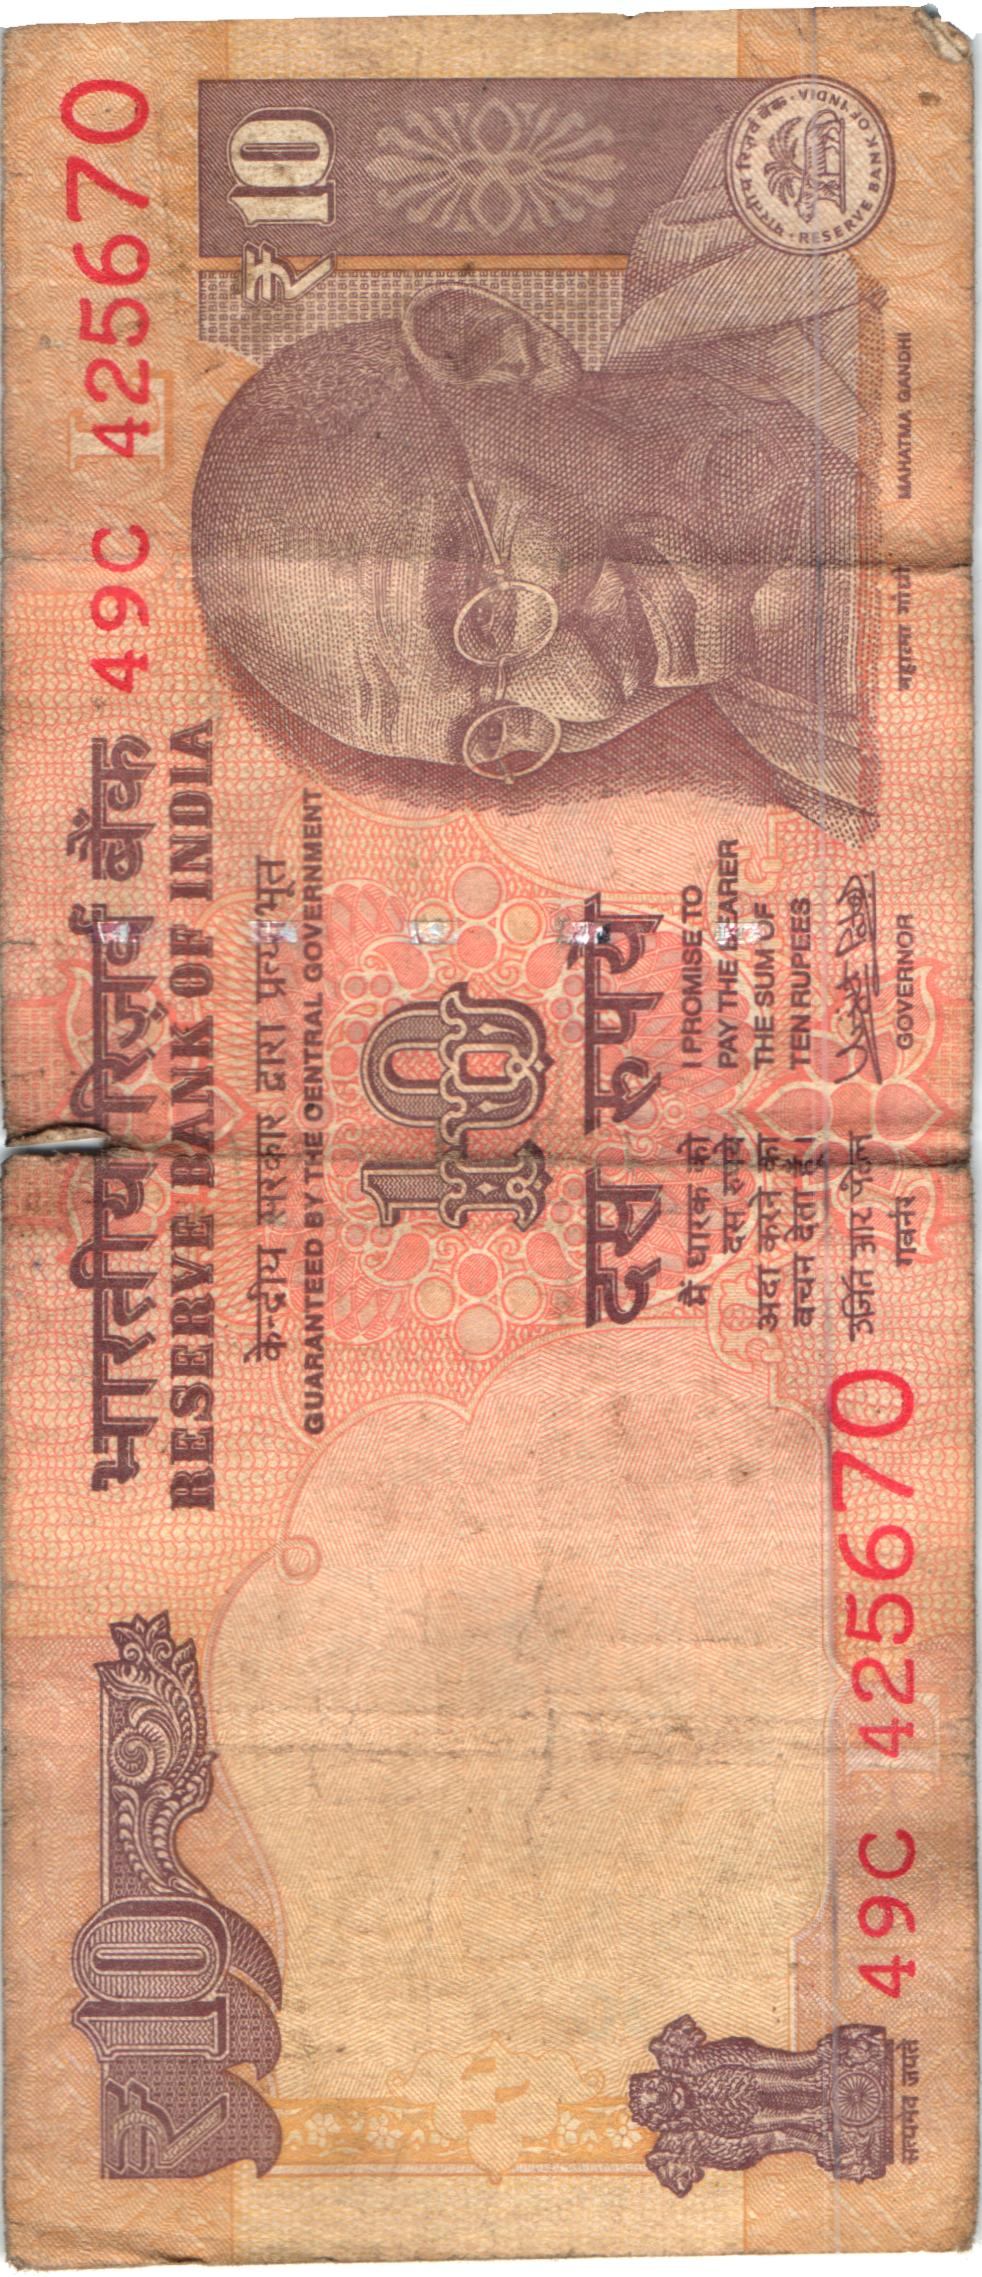 ₹10
भारतीय रिज़र्व बैंक
49C 425670
RESERVE BANK OF INDIA
केन्द्रीय सरकार द्वारा प्रत्याभूत
GUARANTEED BY THE CENTRAL GOVERNMENT
₹10
10
दस रुपये
मैं धारक को
दस रुपये
अदा करने का
वचन देता हूँ।
I PROMISE TO
PAY THE BEARER
THE SUM OF
TEN RUPEES
उर्जित आर पटेल
Urjit Patel
गवर्नर
GOVERNOR
सत्यमेव जयते
49C 425670
L
L
महात्मा गांधी
MAHATMA GANDHI
भारतीय रिज़र्व बैंक
RESERVE BANK OF INDIA